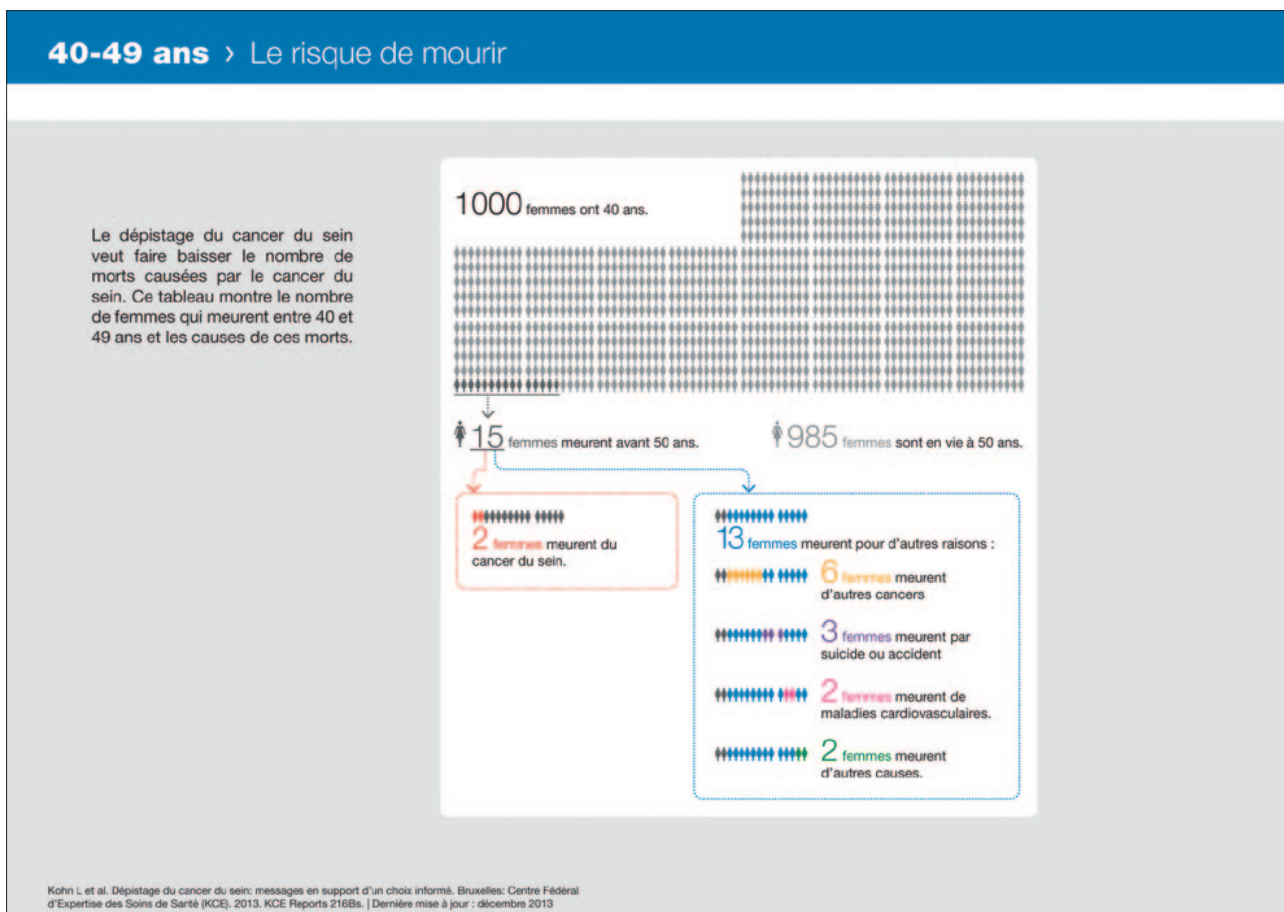 40-49 ans › Le risque de mourir
Le dépistage du cancer du sein
veut faire baisser le nombre de
morts causées par le cancer du
sein. Ce tableau montre le nombre
de femmes qui meurent entre 40 et
49 ans et les causes de ces morts.
1000 femmes ont 40 ans.
15 femmes meurent avant 50 ans.
985 femmes sont en vie à 50 ans.
2 femmes meurent du
cancer du sein.
13 femmes meurent pour d'autres raisons :
6 femmes meurent
d'autres cancers
3 femmes meurent par
suicide ou accident
2 femmes meurent de
maladies cardiovasculaires.
2 femmes meurent
d'autres causes.
Kohn L et al. Dépistage du cancer du sein: messages en support d'un choix informé. Bruxelles: Centre Fédéral
d'Expertise des Soins de Santé (KCE). 2013. KCE Reports 216Bs. | Dernière mise à jour : décembre 2013